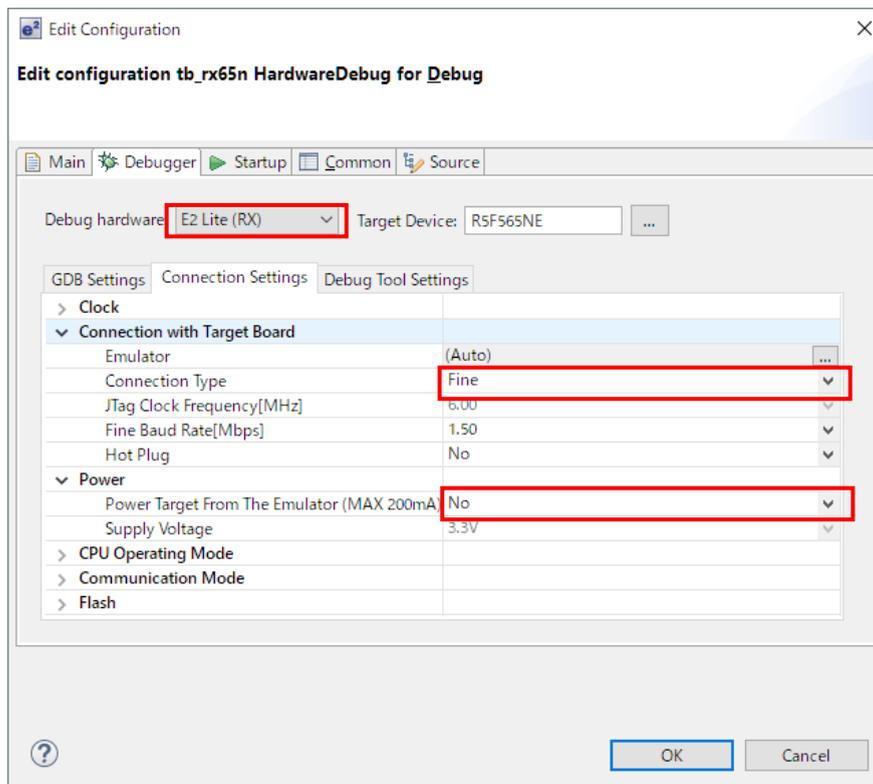 e² Edit Configuration
Edit configuration tb_rx65n HardwareDebug for Debug
Main Debugger Startup Common Source
Debug hardware E2 Lite (RX) Target Device: R5F565NE ...
GDB Settings Connection Settings Debug Tool Settings
Clock
Connection with Target Board
Emulator (Auto) ...
Connection Type Fine
JTag Clock Frequency[MHz] 6.00
Fine Baud Rate[Mbps] 1.50
Hot Plug No
Power
Power Target From The Emulator (MAX 200mA) No
Supply Voltage 3.3V
CPU Operating Mode
Communication Mode
Flash
? OK Cancel